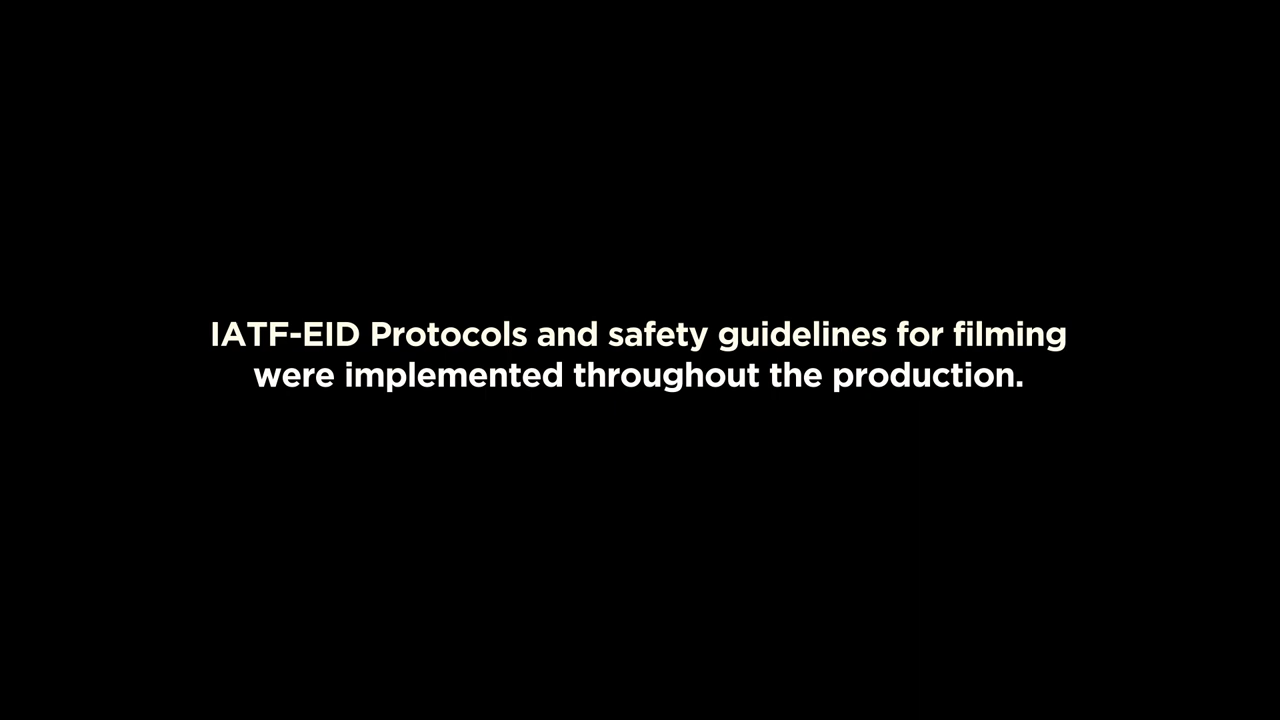 IATF-EID Protocols and safety guidelines for filming
were implemented throughout the production.